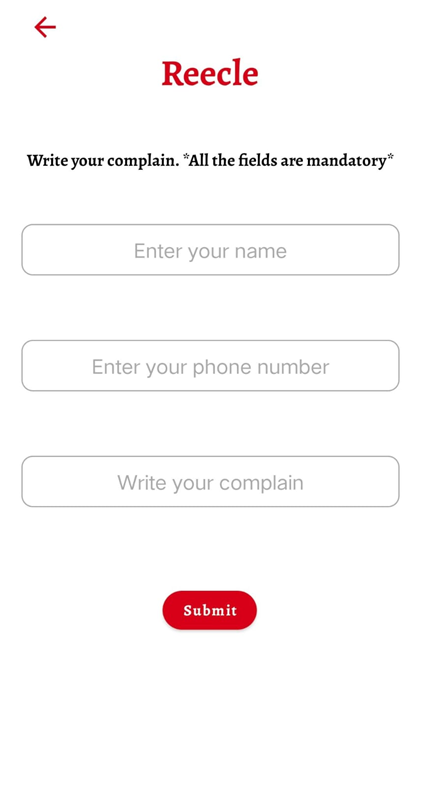 Reecle
Write your complain. *All the fields are mandatory*
Enter your name
Enter your phone number
Write your complain
Submit